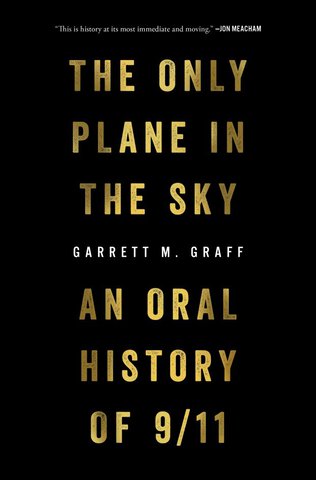 “This is history at its most immediate and moving.” —JON MEACHAM
THE ONLY
PLANE IN
THE SKY
GARRETT M. GRAFF
AN ORAL
HISTORY
OF 9/11